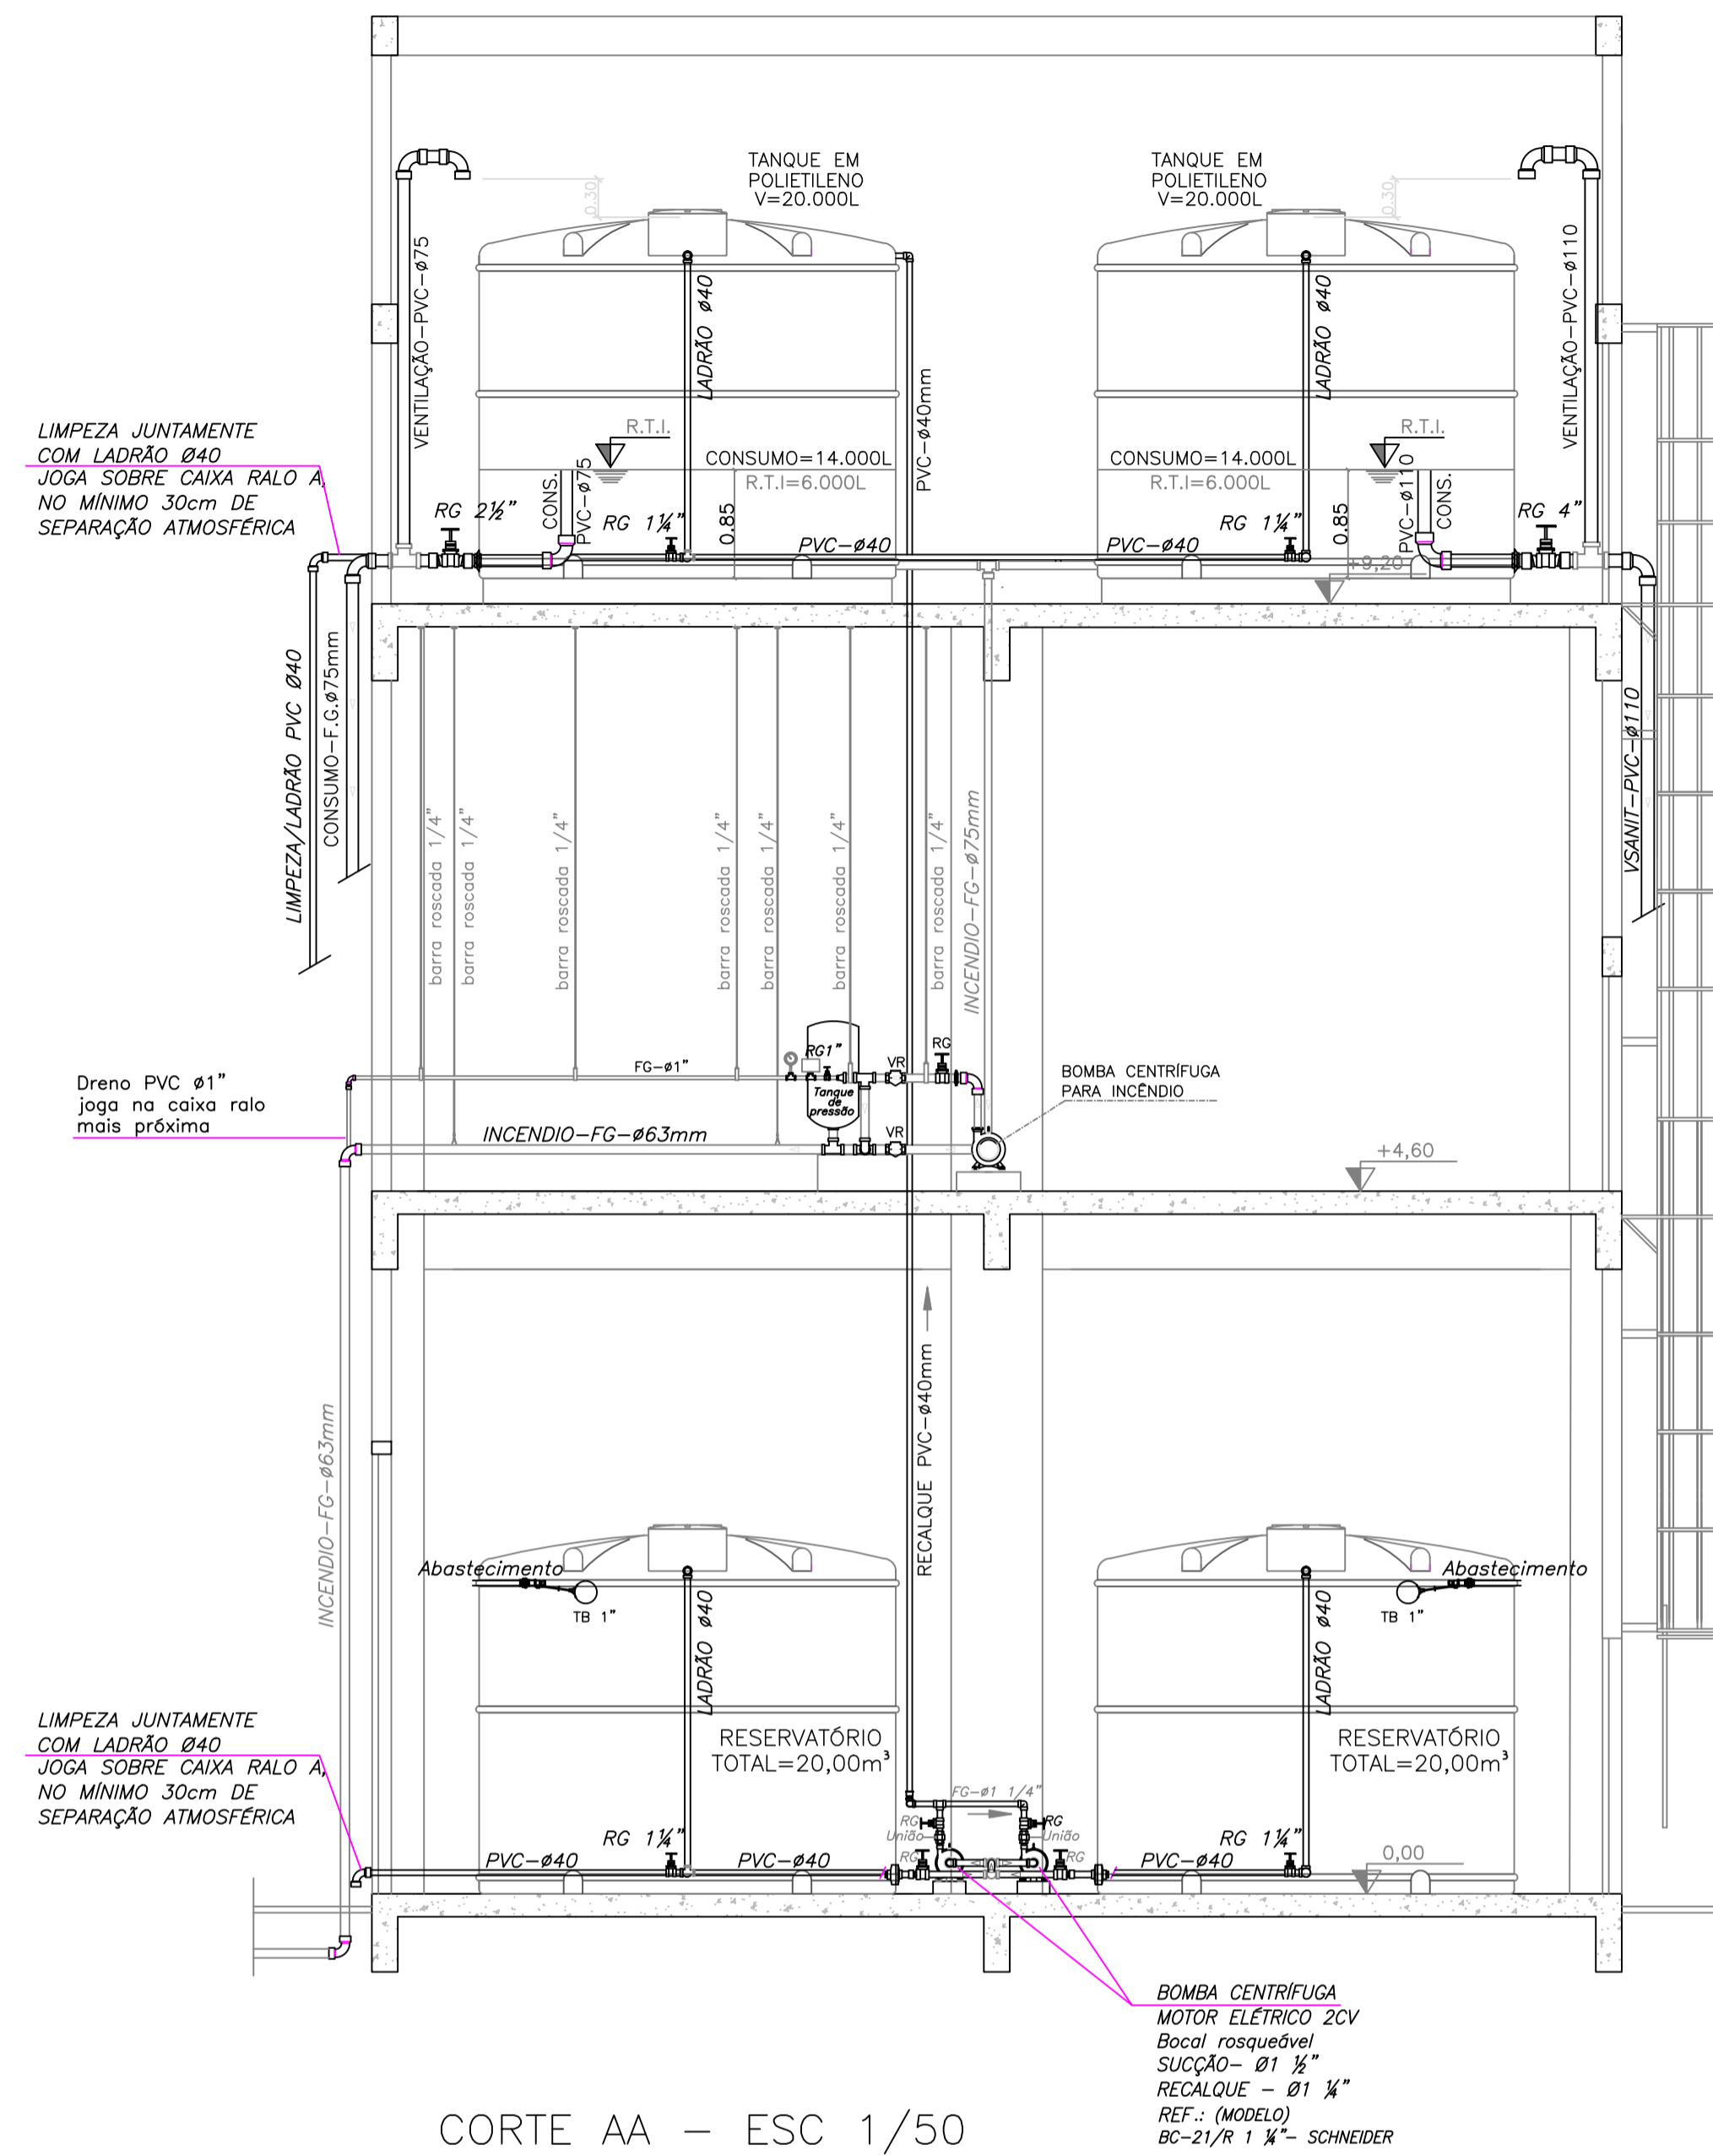 TANQUE EM
POLIETILENO
V=20.000L
TANQUE EM
POLIETILENO
V=20.000L
0.30
0.30
VENTILAÇÃO-PVC-ø75
LADRÃO ø40
PVC-ø40mm
LADRÃO ø40
VENTILAÇÃO-PVC-ø110
LIMPEZA JUNTAMENTE
COM LADRÃO Ø40
JOGA SOBRE CAIXA RALO A,
NO MÍNIMO 30cm DE
SEPARAÇÃO ATMOSFÉRICA
R.T.I.
R.T.I.
CONSUMO=14.000L
R.T.I=6.000L
CONSUMO=14.000L
R.T.I=6.000L
RG 2½"
CONS.
PVC-ø75
RG 1¼"
0.85
PVC-ø40
PVC-ø40
RG 1¼"
0.85
PVC-ø110
CONS.
RG 4"
+9,20
LIMPEZA/LADRÃO PVC Ø40
CONSUMO-F.G.ø75mm
barra roscada 1/4"
barra roscada 1/4"
barra roscada 1/4"
barra roscada 1/4"
barra roscada 1/4"
barra roscada 1/4"
barra roscada 1/4"
INCENDIO-FG-ø75mm
VSANIT-PVC-ø110
Dreno PVC ø1"
joga na caixa ralo
mais próxima
FG-ø1"
RG1"
VR
RG
Tanque
de
pressão
BOMBA CENTRÍFUGA
PARA INCÊNDIO
INCENDIO-FG-ø63mm
VR
+4,60
INCENDIO-FG-ø63mm
RECALQUE PVC-ø40mm
Abastecimento
TB 1"
LADRÃO ø40
Abastecimento
TB 1"
LADRÃO ø40
RESERVATÓRIO
TOTAL=20,00m³
RESERVATÓRIO
TOTAL=20,00m³
LIMPEZA JUNTAMENTE
COM LADRÃO Ø40
JOGA SOBRE CAIXA RALO A,
NO MÍNIMO 30cm DE
SEPARAÇÃO ATMOSFÉRICA
FG-ø1 1/4"
RG
RG
União
União
RG
RG
RG 1¼"
PVC-ø40
PVC-ø40
PVC-ø40
RG 1¼"
0,00
BOMBA CENTRÍFUGA
MOTOR ELÉTRICO 2CV
Bocal rosqueável
SUCÇÃO- Ø1 ½"
RECALQUE - Ø1 ¼"
REF.: (MODELO)
BC-21/R 1 ¼"- SCHNEIDER
CORTE AA - ESC 1/50